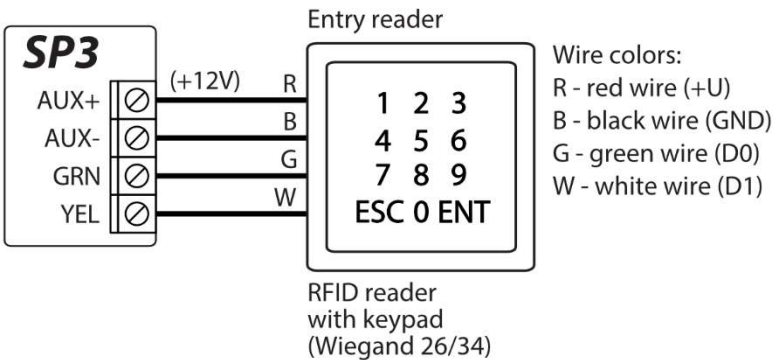 Entry reader
SP3
(+12V)
AUX+
R
AUX-
B
GRN
G
YEL
W
1 2 3
4 5 6
7 8 9
ESC 0 ENT
Wire colors:
R - red wire (+U)
B - black wire (GND)
G - green wire (D0)
W - white wire (D1)
RFID reader
with keypad
(Wiegand 26/34)